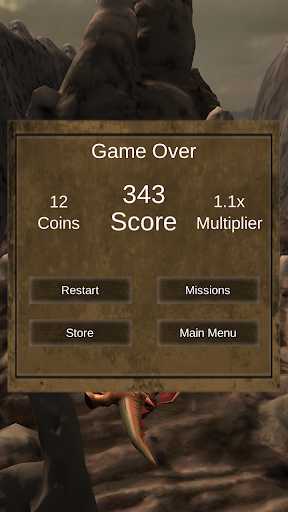 Game Over
12
Coins
343
Score
1.1x
Multiplier
Restart
Missions
Store
Main Menu